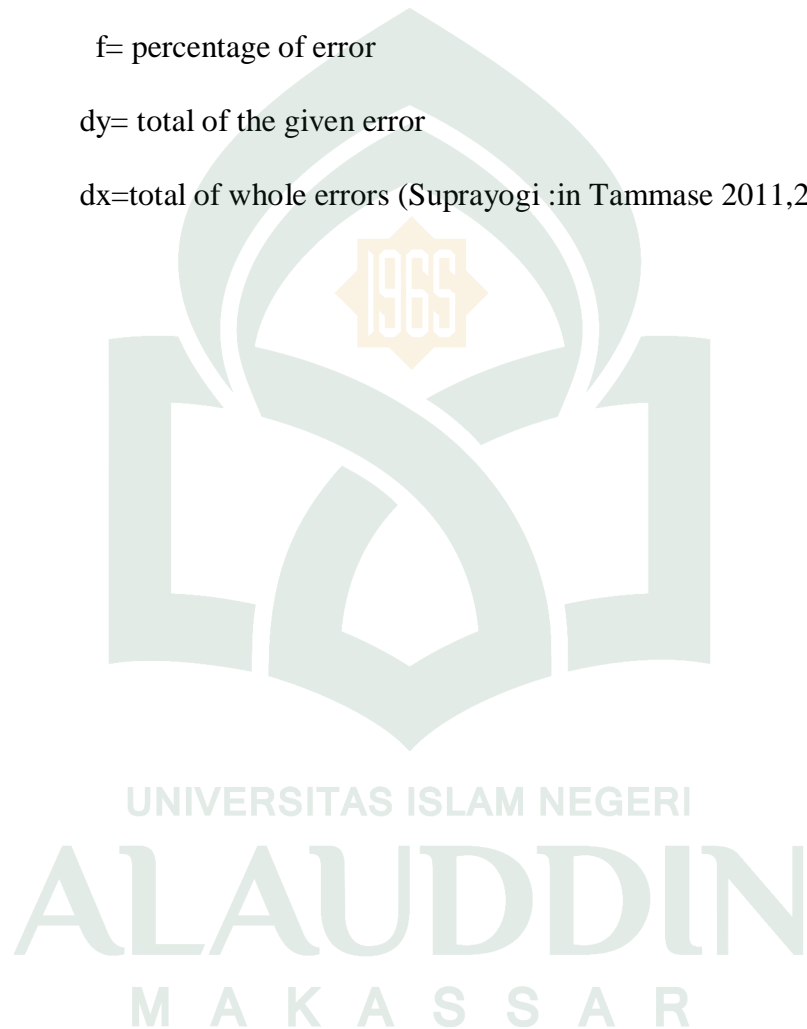 f= percentage of error
dy= total of the given error
dx=total of whole errors (Suprayogi :in Tammase 2011,2
1965
UNIVERSITAS ISLAM NEGERI
ALAUDDIN
MAKASSAR